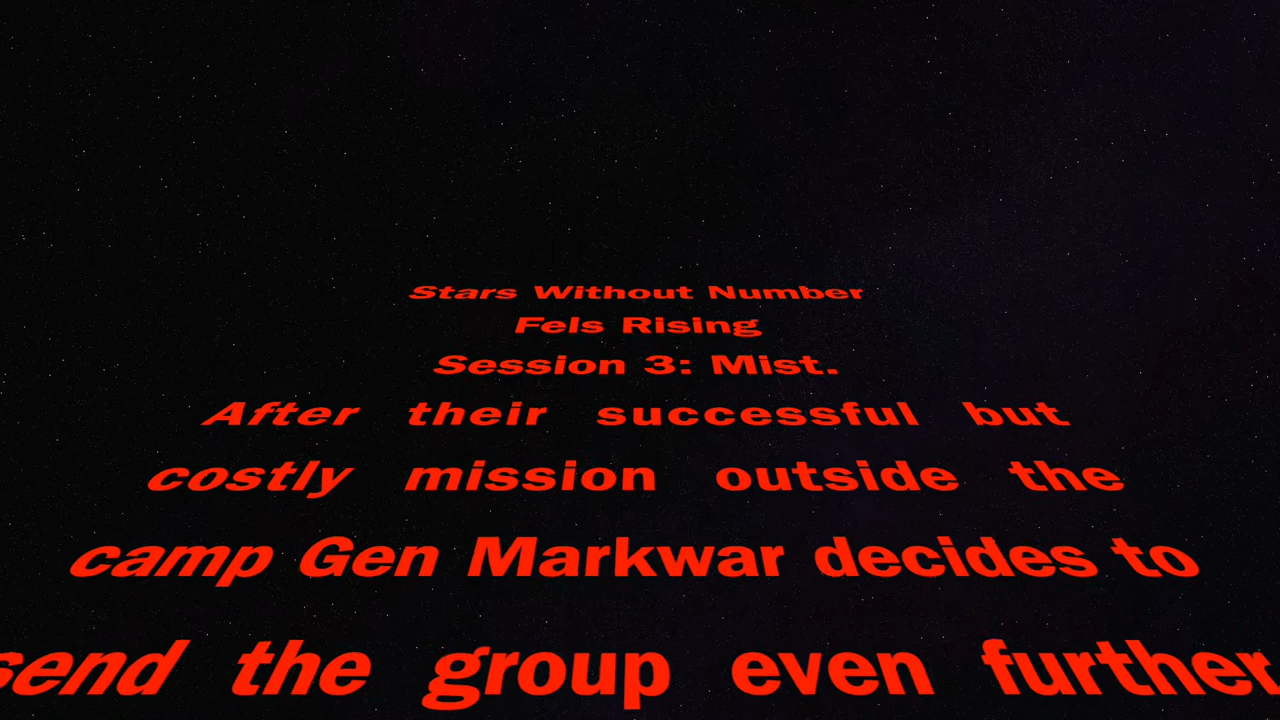 Stars Without Number
Fels Rising
Session 3: Mist.
After their successful but
costly mission outside the
camp Gen Markwar decides to
send the group even further